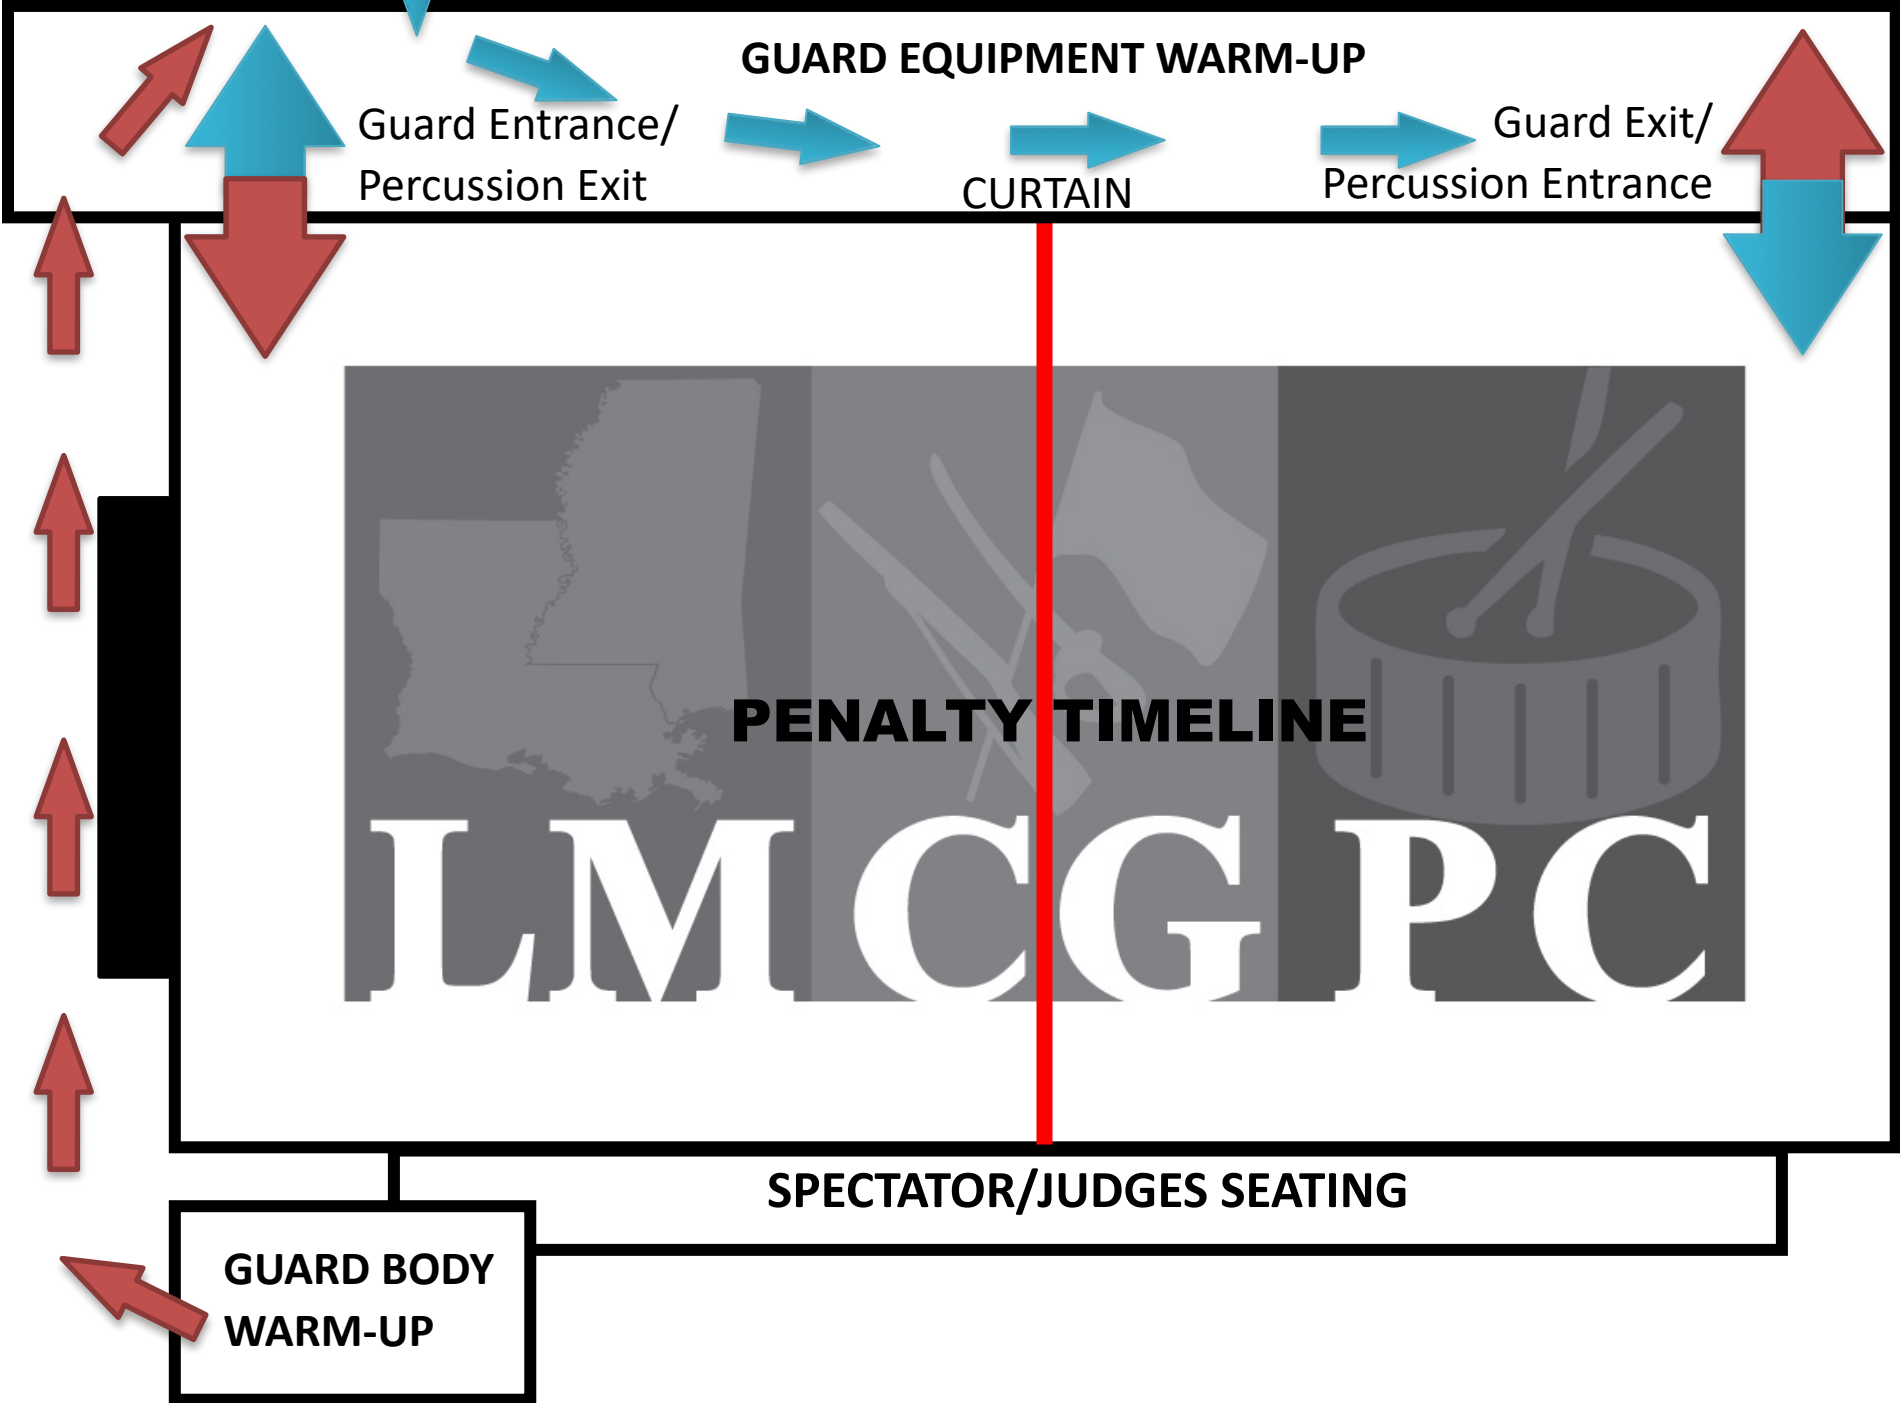 GUARD EQUIPMENT WARM-UP
Guard Entrance/
Percussion Exit
CURTAIN
Guard Exit/
Percussion Entrance
PENALTY TIMELINE
LMCGPC
SPECTATOR/JUDGES SEATING
GUARD BODY
WARM-UP